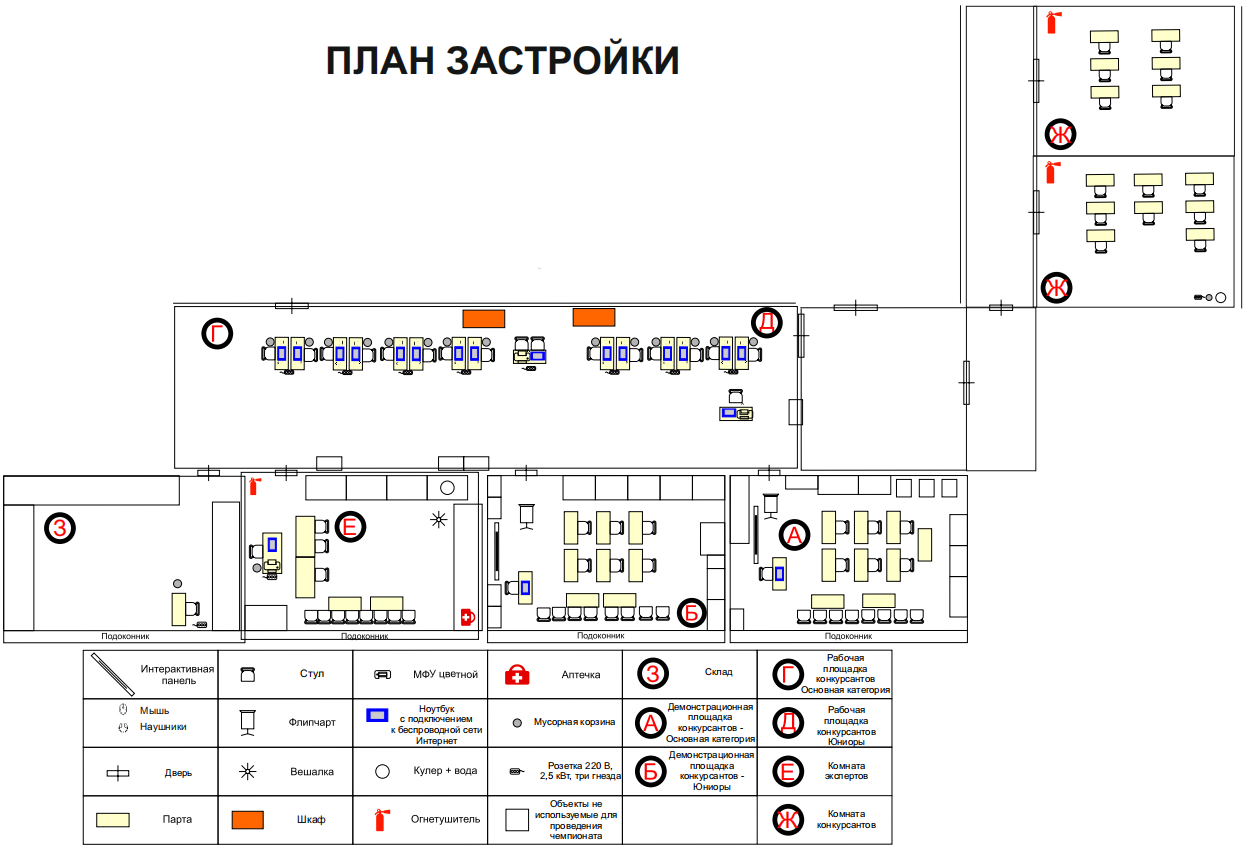 ПЛАН ЗАСТРОЙКИ
Ж
Ж
Г
Д
З
Е
Б
А
Подоконник
Подоконник
Подоконник
Подоконник
Интерактивная
панель
Стул
МФУ цветной
Аптечка
З
Склад
Г
Рабочая
площадка
конкурсантов
Основная категория
Мышь
Наушники
Флипчарт
Ноутбук
с подключением
к беспроводной сети
Интернет
Мусорная корзина
А
Демонстрационная
площадка
конкурсантов -
Основная категория
Д
Рабочая
площадка
конкурсантов
Юниоры
Дверь
Вешалка
Кулер + вода
Розетка 220 В,
2,5 кВт, три гнезда
Б
Демонстрационная
площадка
конкурсантов -
Юниоры
Е
Комната
экспертов
Парта
Шкаф
Огнетушитель
Объекты не
используемые для
проведения
чемпионата
Ж
Комната
конкурсантов